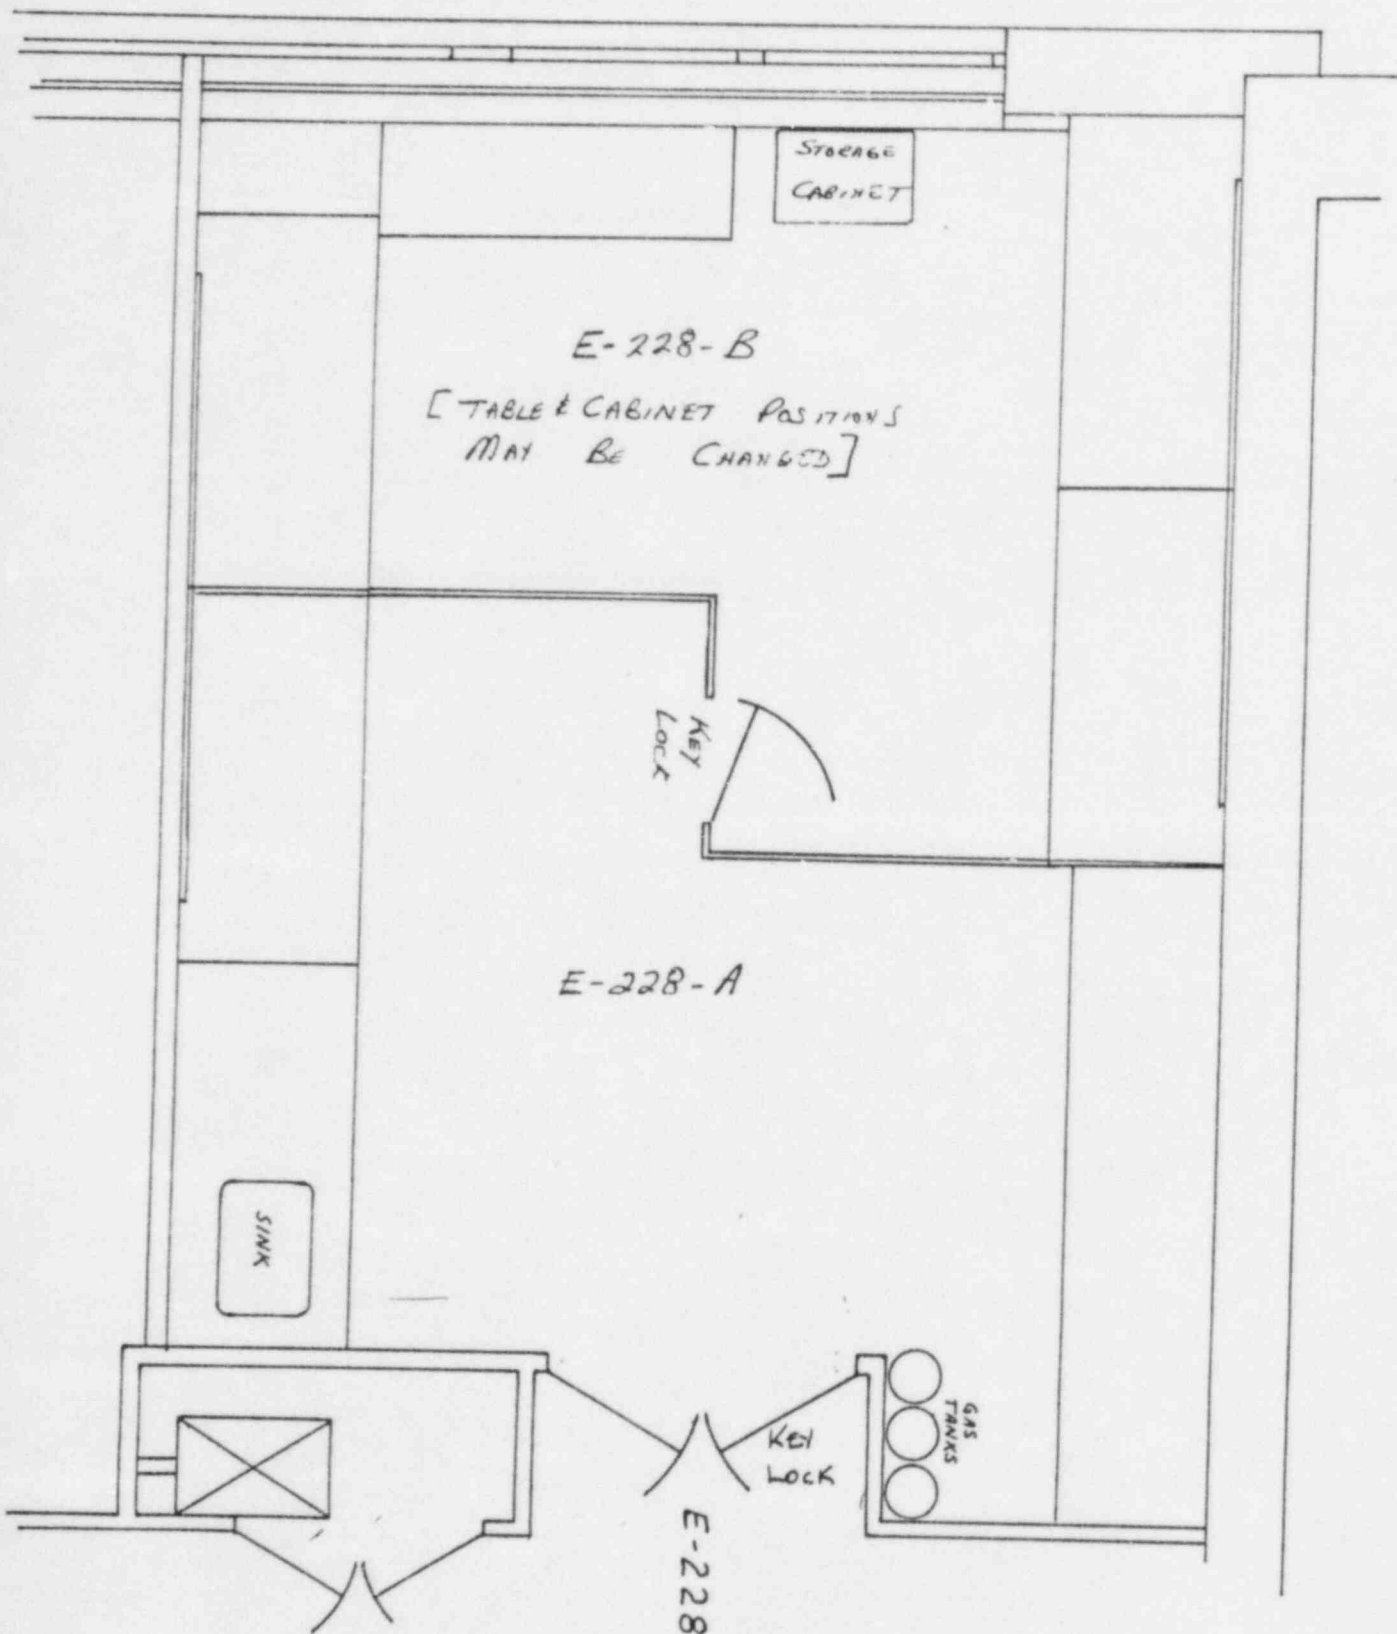 STORAGE
CABINET
E-228-B
[TABLE & CABINET POSITIONS
MAY BE CHANGED]
KEY
LOCK
E-228-A
SINK
GAS
TANKS
KEY
LOCK
E-228